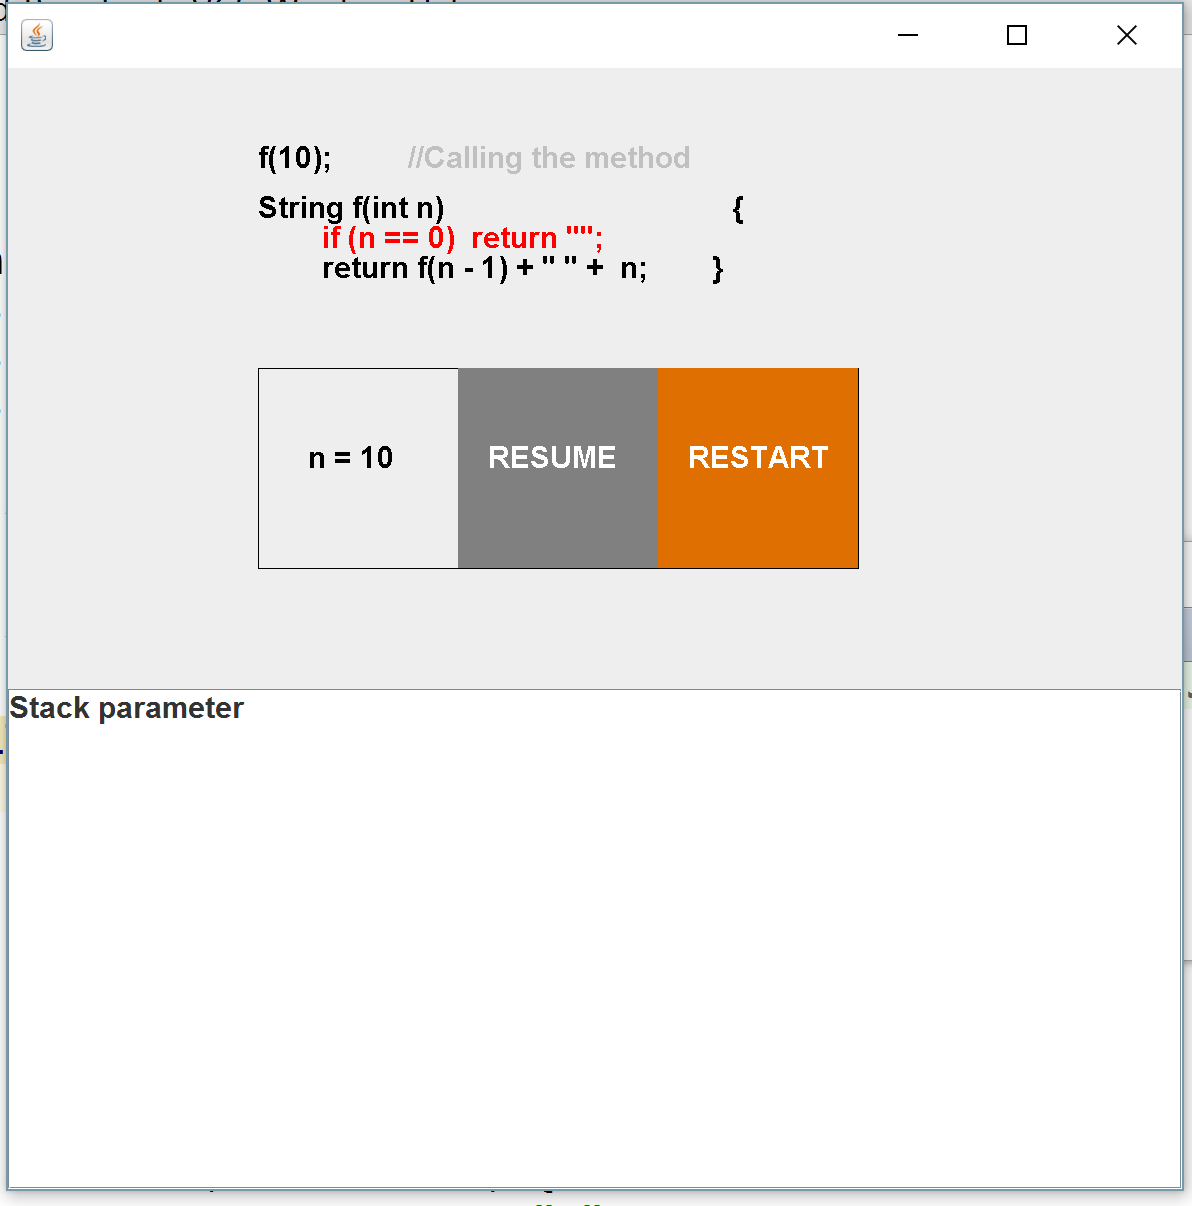 f(10); //Calling the method
String f(int n) {
if (n == 0) return "";
return f(n - 1) + " " + n; }
n = 10 RESUME RESTART
Stack parameter